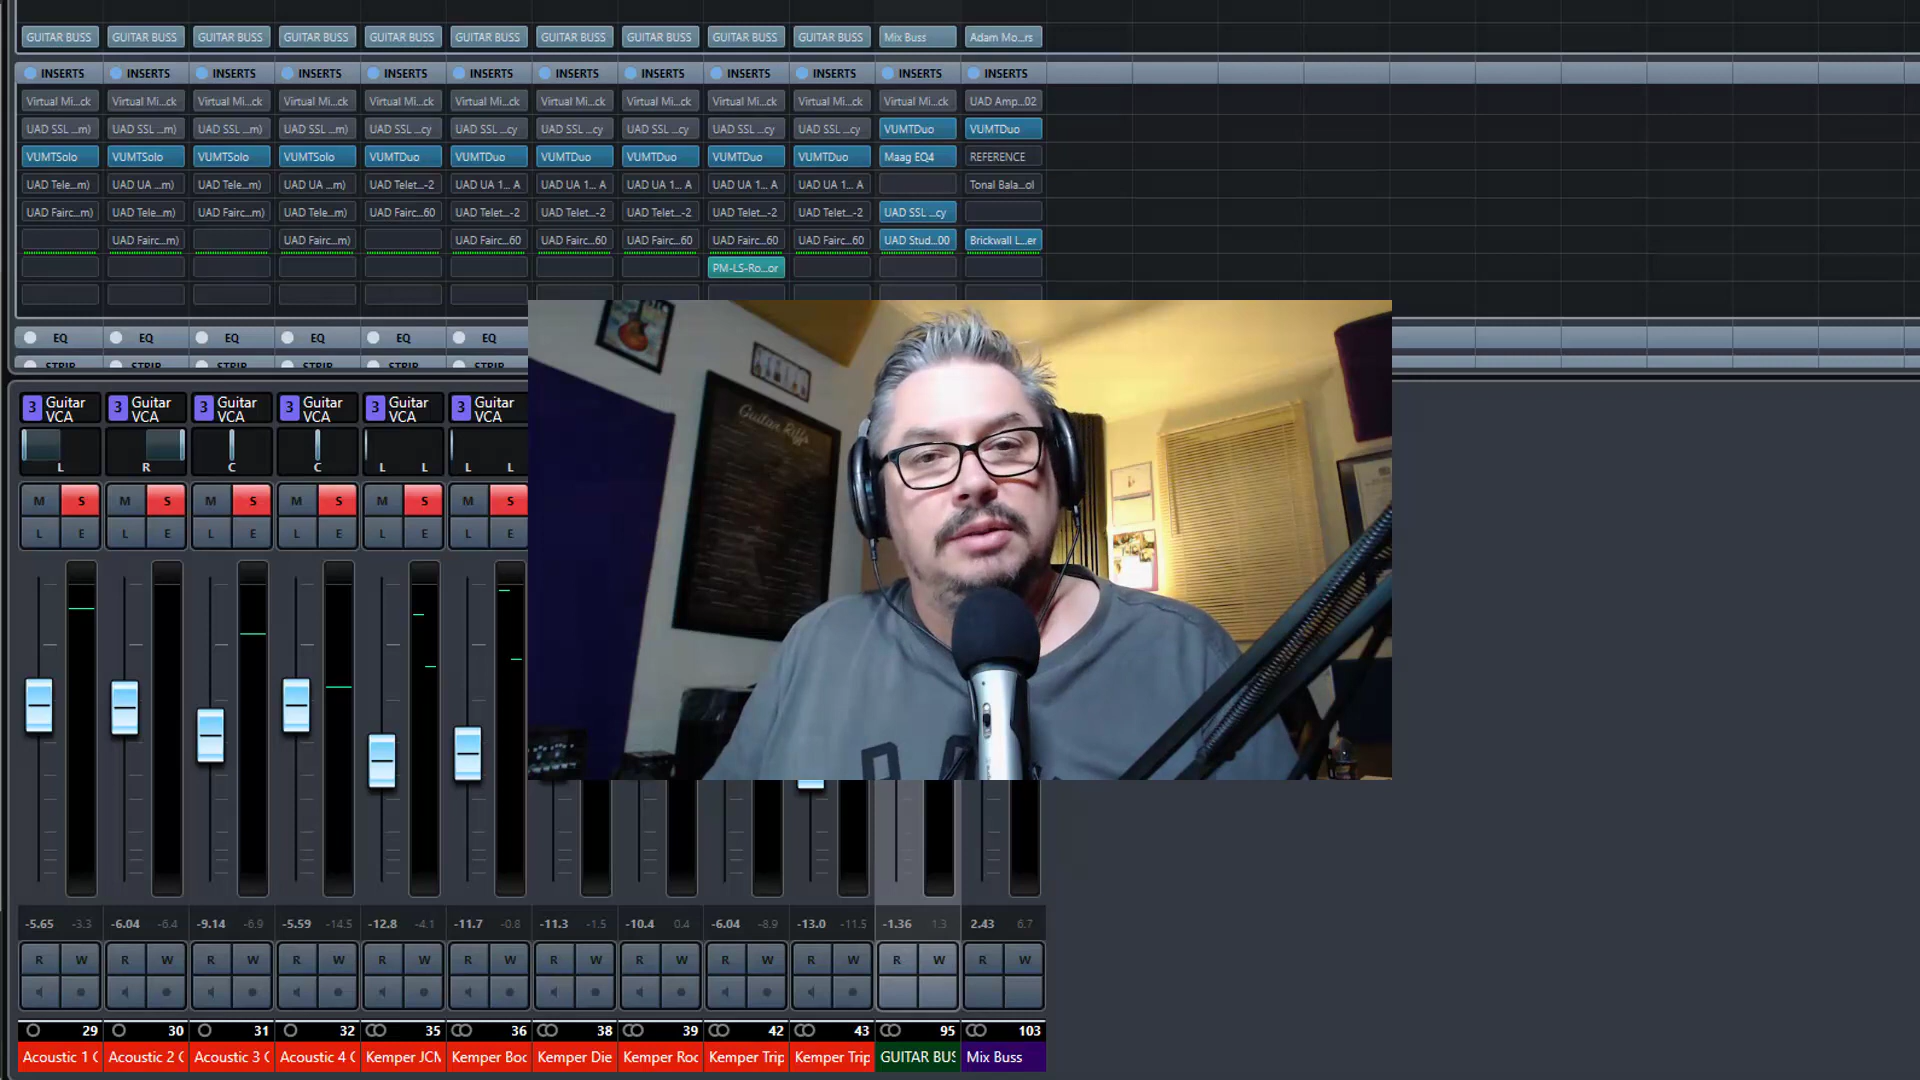 GUITAR BUSS GUITAR BUSS GUITAR BUSS GUITAR BUSS GUITAR BUSS GUITAR BUSS GUITAR BUSS GUITAR BUSS GUITAR BUSS GUITAR BUSS Mix Buss Adam Mo...rs
INSERTS INSERTS INSERTS INSERTS INSERTS INSERTS INSERTS INSERTS INSERTS INSERTS INSERTS INSERTS
Virtual Mi...ck Virtual Mi...ck Virtual Mi...ck Virtual Mi...ck Virtual Mi...ck Virtual Mi...ck Virtual Mi...ck Virtual Mi...ck Virtual Mi...ck Virtual Mi...ck Virtual Mi...ck UAD Amp...02
UAD SSL ...m) UAD SSL ...m) UAD SSL ...m) UAD SSL ...m) UAD SSL ...cy UAD SSL ...cy UAD SSL ...cy UAD SSL ...cy UAD SSL ...cy UAD SSL ...cy VUMTDuo VUMTDuo
VUMTSolo VUMTSolo VUMTSolo VUMTSolo VUMTDuo VUMTDuo VUMTDuo VUMTDuo VUMTDuo VUMTDuo Maag EQ4 REFERENCE
UAD Tele...m) UAD UA ...m) UAD Tele...m) UAD UA ...m) UAD Telet...-2 UAD UA 1... A UAD UA 1... A UAD UA 1... A UAD UA 1... A UAD UA 1... A Tonal Bala...ol
UAD Fairc...m) UAD Tele...m) UAD Fairc...m) UAD Tele...m) UAD Fairc...60 UAD Telet...-2 UAD Telet...-2 UAD Telet...-2 UAD Telet...-2 UAD Telet...-2 UAD SSL ...cy
UAD Fairc...m) UAD Fairc...m) UAD Fairc...60 UAD Fairc...60 UAD Fairc...60 UAD Fairc...60 UAD Fairc...60 UAD Stud...00 Brickwall L...er
PM-LS-Ro...or
EQ EQ EQ EQ EQ EQ
STRIP STRIP STRIP STRIP STRIP STRIP
3 Guitar VCA 3 Guitar VCA 3 Guitar VCA 3 Guitar VCA 3 Guitar VCA 3 Guitar VCA
Guitar Riffs
L R C C L L L L
M S M S M S M S M S M S
L E L E L E L E L E L E
-5.65 -3.3 -6.04 -6.4 -9.14 -6.9 -5.59 -14.5 -12.8 -4.1 -11.7 -0.8 -11.3 -1.5 -10.4 0.4 -6.04 -8.9 -13.0 -11.5 -1.36 1.3 2.43 6.7
R W R W R W R W R W R W R W R W R W R W R W R W
29 30 31 32 35 36 38 39 42 43 95 103
Acoustic 1 Acoustic 2 Acoustic 3 Acoustic 4 Kemper JCM Kemper Boo Kemper Die Kemper Roc Kemper Trip Kemper Trip GUITAR BUS Mix Buss